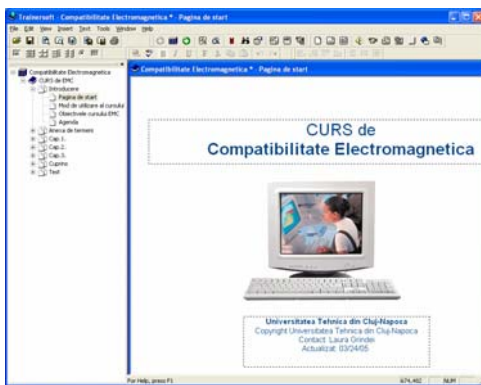 Trainersoft - Compatibilitate Electromagnetica * - Pagina de start
File Edit View Insert Text Tools Window Help
Compatibilitate Electromagnetica
CURS de EMC
Introducere
Pagina de start
Mod de utilizare al cursului
Obiectivele cursului EMC
Agenda
Anexa de termeni
Cap.1.
Cap.2.
Cap.3.
Cuprins
Test
Compatibilitate Electromagnetica * - Pagina de start
CURS de
Compatibilitate Electromagnetica
Universitatea Tehnica din Cluj-Napoca
Copyright Universitatea Tehnica din Cluj-Napoca
Contact: Laura Grindei
Actualizat: 03/24/05
For Help, press F1
674,482
NUM